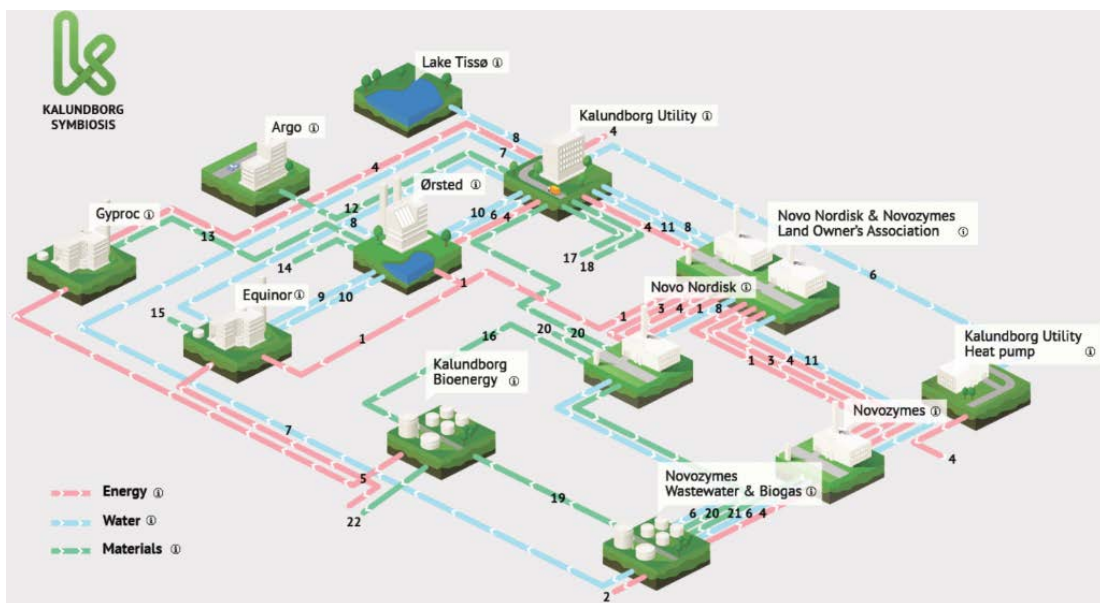 KALUNDBORG
SYMBIOSIS
Lake Tissø
Argo
Kalundborg Utility
4
4
8
7
Ørsted
Gyproc
12
8
10
6
4
4
11
8
Novo Nordisk & Novozymes
Land Owner's Association
13
14
17
18
6
1
Novo Nordisk
Equinor
9
10
15
1
3
4
1
8
16
20
20
1
Kalundborg
Bioenergy
Kalundborg Utility
Heat pump
1
3
4
11
Novozymes
7
4
5
Novozymes
Wastewater & Biogas
Energy
19
6
20
21
6
4
22
Water
Materials
2